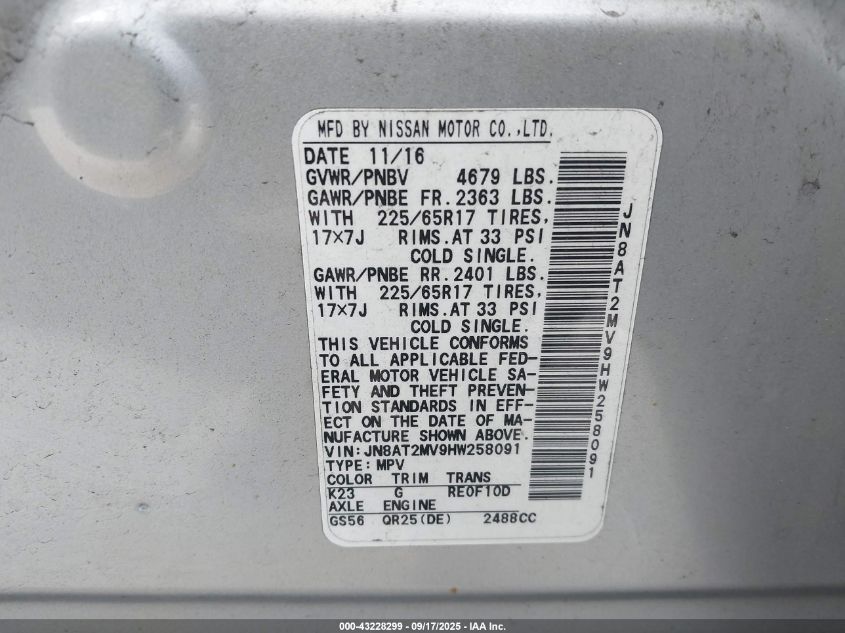 MFD BY NISSAN MOTOR CO.,LTD.
DATE 11/16
GVWR/PNBV 4679 LBS.
GAWR/PNBE FR. 2363 LBS.
WITH 225/65R17 TIRES,
17×7J RIMS. AT 33 PSI
COLD SINGLE.
GAWR/PNBE RR. 2401 LBS.
WITH 225/65R17 TIRES,
17×7J RIMS. AT 33 PSI
COLD SINGLE.
THIS VEHICLE CONFORMS
TO ALL APPLICABLE FED-
ERAL MOTOR VEHICLE SA-
FETY AND THEFT PREVEN-
TION STANDARDS IN EFF-
ECT ON THE DATE OF MA-
NUFACTURE SHOWN ABOVE.
VIN:JN8AT2MV9HW258091
TYPE:MPV
COLOR TRIM TRANS
K23 G RE0F10D
AXLE ENGINE
GS56 QR25(DE) 2488CC
JN8AT2MV9HW258091
000-43228299 - 09/17/2025 - IAA Inc.